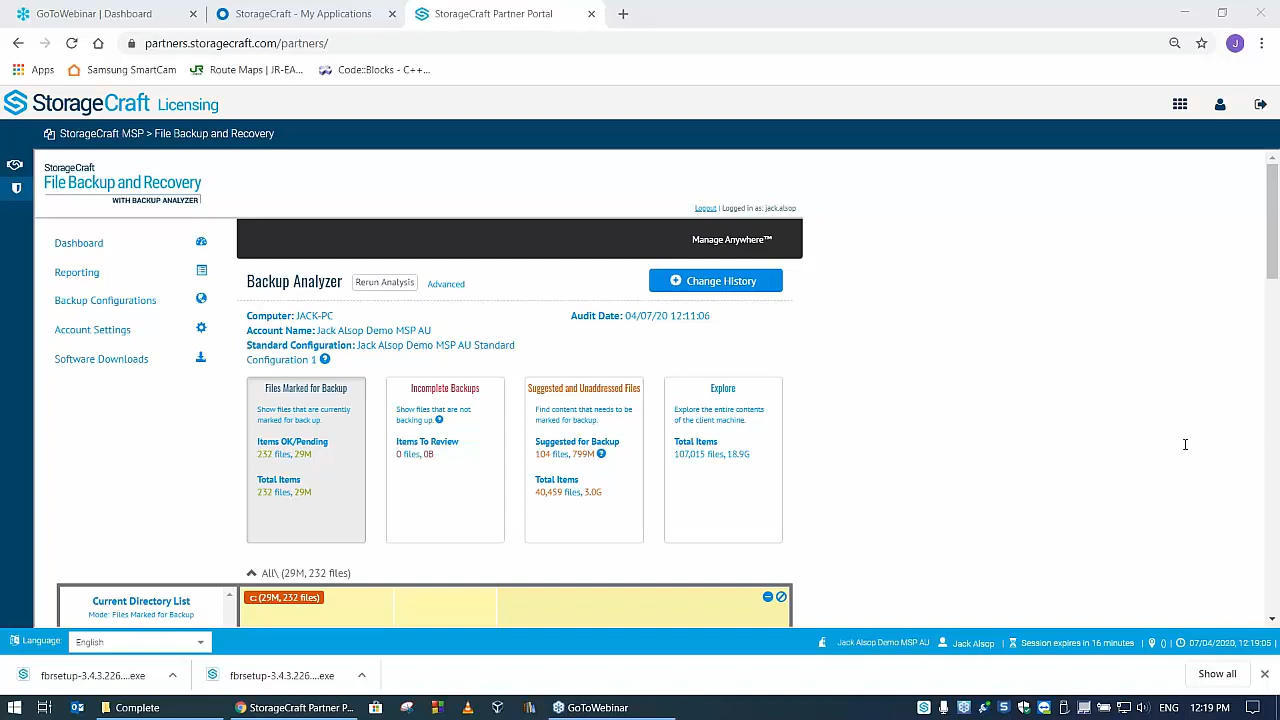 GoToWebinar | Dashboard
StorageCraft - My Applications
StorageCraft Partner Portal
partners.storagecraft.com/partners/
J
Apps
Samsung SmartCam
Route Maps | JR-EA...
Code::Blocks - C++...
StorageCraft Licensing
StorageCraft MSP > File Backup and Recovery
StorageCraft
File Backup and Recovery
WITH BACKUP ANALYZER
Logout | Logged in as: jack.alsop
Dashboard
Reporting
Backup Configurations
Account Settings
Software Downloads
Manage Anywhere™
Backup Analyzer
Rerun Analysis
Advanced
Change History
Computer: JACK-PC
Audit Date: 04/07/20 12:11:06
Account Name: Jack Alsop Demo MSP AU
Standard Configuration: Jack Alsop Demo MSP AU Standard
Configuration 1
Files Marked for Backup
Show files that are currently
marked for back up.
Items OK/Pending
232 files, 29M
Total Items
232 files, 29M
Incomplete Backups
Show files that are not
backing up.
Items To Review
0 files, 0B
Suggested and Unaddressed Files
Find content that needs to be
marked for backup.
Suggested for Backup
104 files, 799M
Total Items
40,459 files, 3.0G
Explore
Explore the entire contents
of the client machine.
Total Items
107,015 files, 18.9G
All\ (29M, 232 files)
Current Directory List
Mode: Files Marked for Backup
c: (29M, 232 files)
Language:
English
Jack Alsop Demo MSP AU
Jack Alsop
Session expires in 16 minutes
()
07/04/2020, 12:19:05
fbrsetup-3.4.3.226....exe
fbrsetup-3.4.3.226....exe
Show all
Complete
StorageCraft Partner P...
GoToWebinar
ENG
12:19 PM